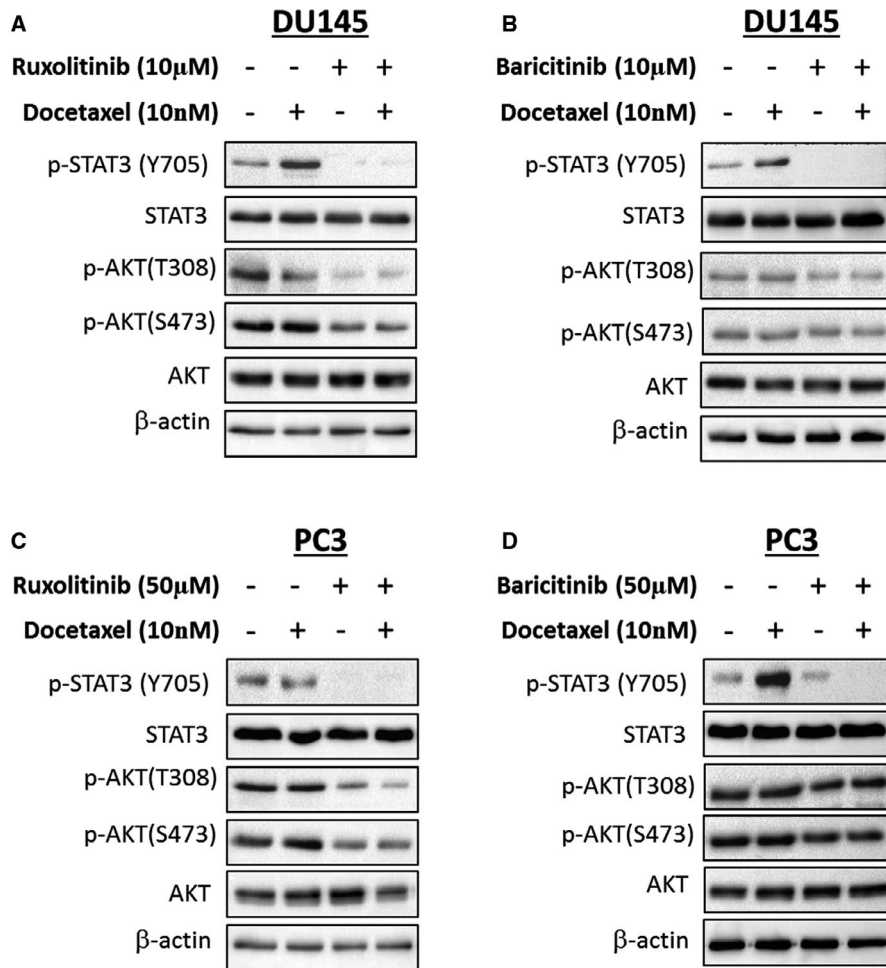 A
DU145
Ruxolitinib (10μM) - - + +
Docetaxel (10nM) - + - +
p-STAT3 (Y705)
STAT3
p-AKT(T308)
p-AKT(S473)
AKT
β-actin
B
DU145
Baricitinib (10μM) - - + +
Docetaxel (10nM) - + - +
p-STAT3 (Y705)
STAT3
p-AKT(T308)
p-AKT(S473)
AKT
β-actin
C
PC3
Ruxolitinib (50μM) - - + +
Docetaxel (10nM) - + - +
p-STAT3 (Y705)
STAT3
p-AKT(T308)
p-AKT(S473)
AKT
β-actin
D
PC3
Baricitinib (50μM) - - + +
Docetaxel (10nM) - + - +
p-STAT3 (Y705)
STAT3
p-AKT(T308)
p-AKT(S473)
AKT
β-actin